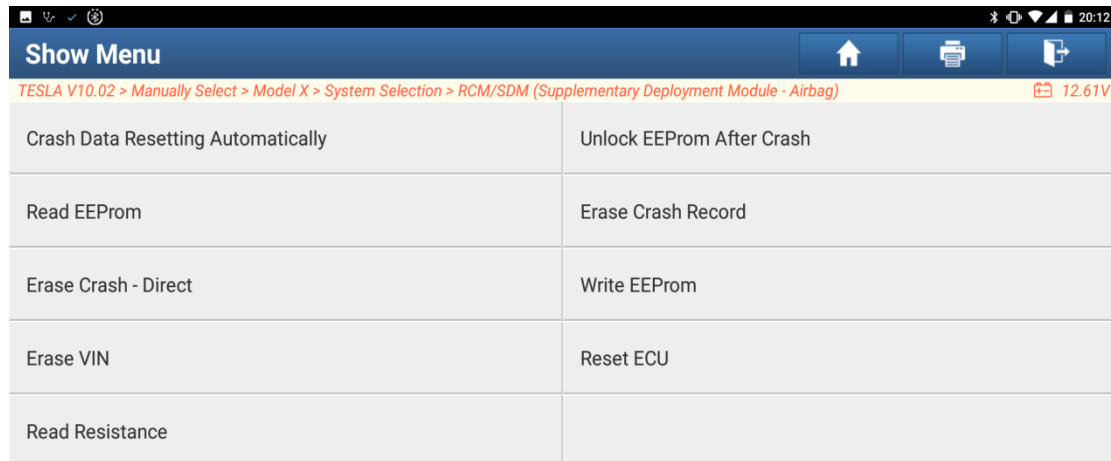 20:12
Show Menu
TESLA V10.02 > Manually Select > Model X > System Selection > RCM/SDM (Supplementary Deployment Module - Airbag) 12.61V
Crash Data Resetting Automatically
Unlock EEProm After Crash
Read EEProm
Erase Crash Record
Erase Crash - Direct
Write EEProm
Erase VIN
Reset ECU
Read Resistance